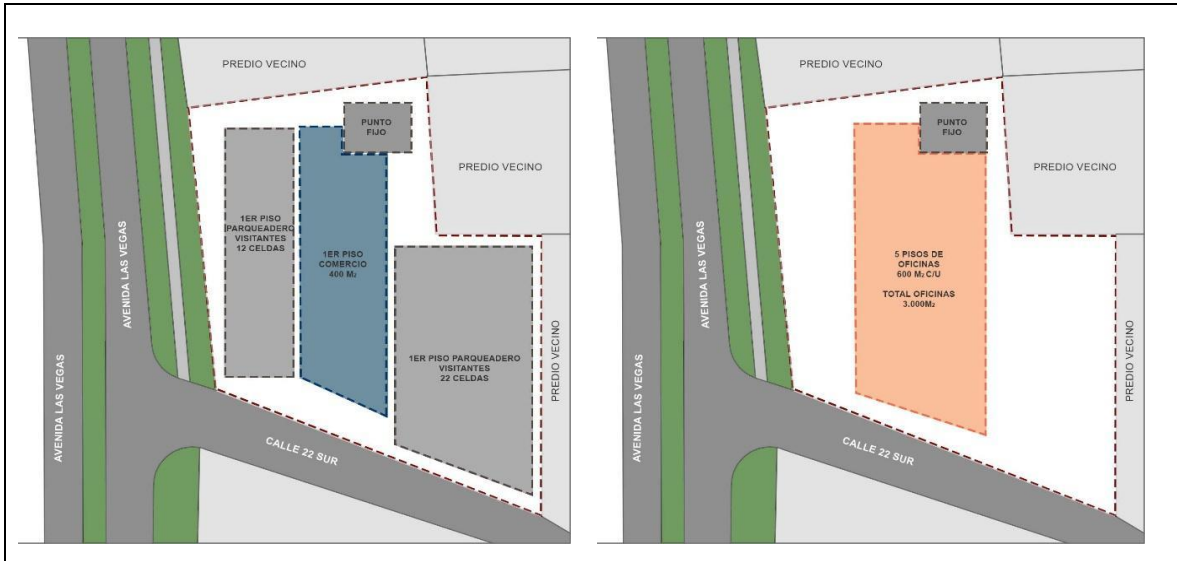 PREDIO VECINO
PUNTO
FIJO
PREDIO VECINO
AVENIDA LAS VEGAS
AVENIDA LAS VEGAS
1ER PISO
PARQUEADERO
VISITANTES
12 CELDAS
1ER PISO
COMERCIO
400 M2
1ER PISO PARQUEADERO
VISITANTES
22 CELDAS
PREDIO VECINO
CALLE 22 SUR
PREDIO VECINO
PUNTO
FIJO
PREDIO VECINO
AVENIDA LAS VEGAS
AVENIDA LAS VEGAS
5 PISOS DE
OFICINAS
600 M2 C/U
TOTAL OFICINAS
3.000M2
PREDIO VECINO
CALLE 22 SUR